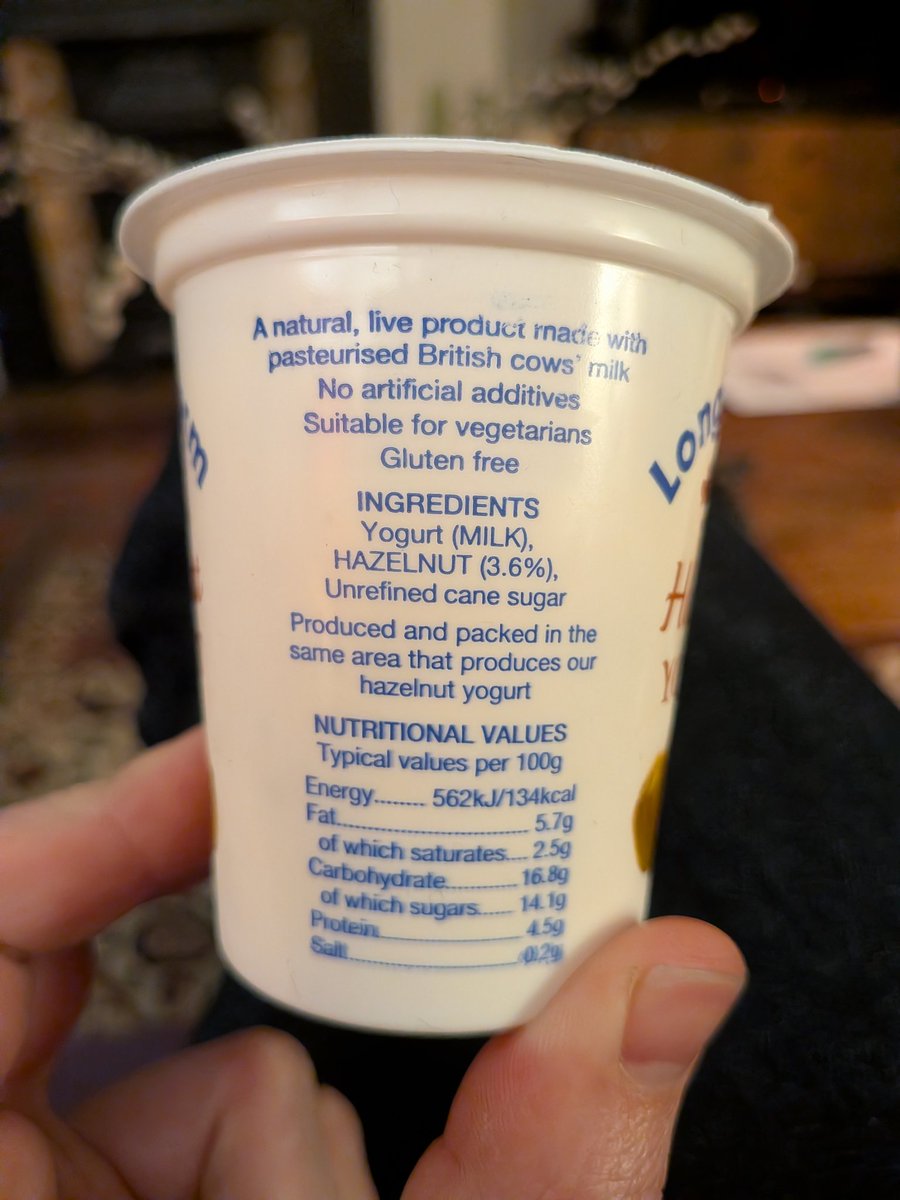 A natural, live product made with
pasteurised British cows' milk
No artificial additives
Suitable for vegetarians
Gluten free
INGREDIENTS
Yogurt (MILK),
HAZELNUT (3.6%),
Unrefined cane sugar
Produced and packed in the
same area that produces our
hazelnut yogurt
NUTRITIONAL VALUES
Typical values per 100g
Energy........ 562kJ/134kcal
Fat.................................... 5.7g
of which saturates.... 2.5g
Carbohydrate............. 16.8g
of which sugars...... 14.1g
Protein........................... 4.5g
Salt................................ 0.2g
Long